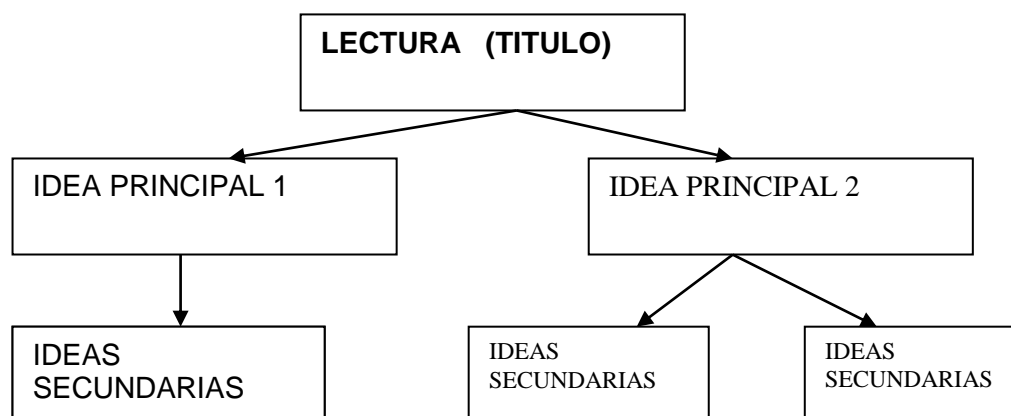 LECTURA (TITULO)
IDEA PRINCIPAL 1
IDEA PRINCIPAL 2
IDEAS
SECUNDARIAS
IDEAS
SECUNDARIAS
IDEAS
SECUNDARIAS